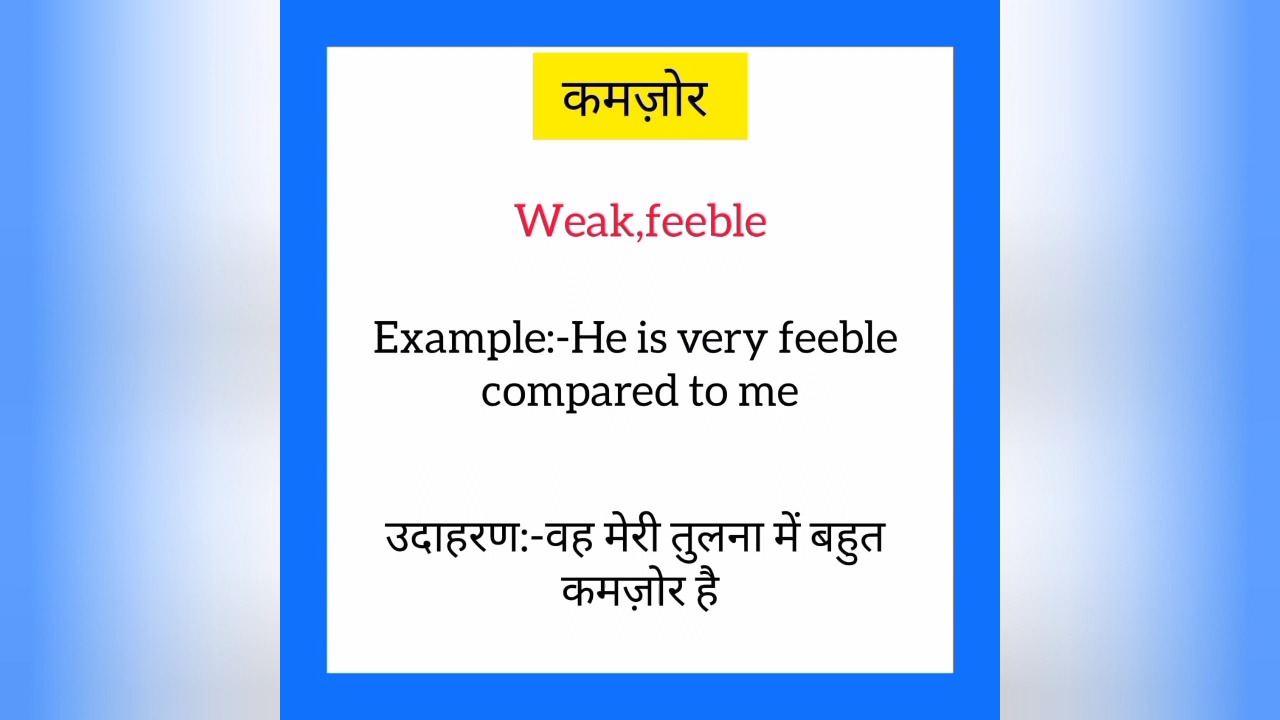 कमज़ोर
Weak,feeble
Example:-He is very feeble
compared to me
उदाहरण:-वह मेरी तुलना में बहुत
कमज़ोर है